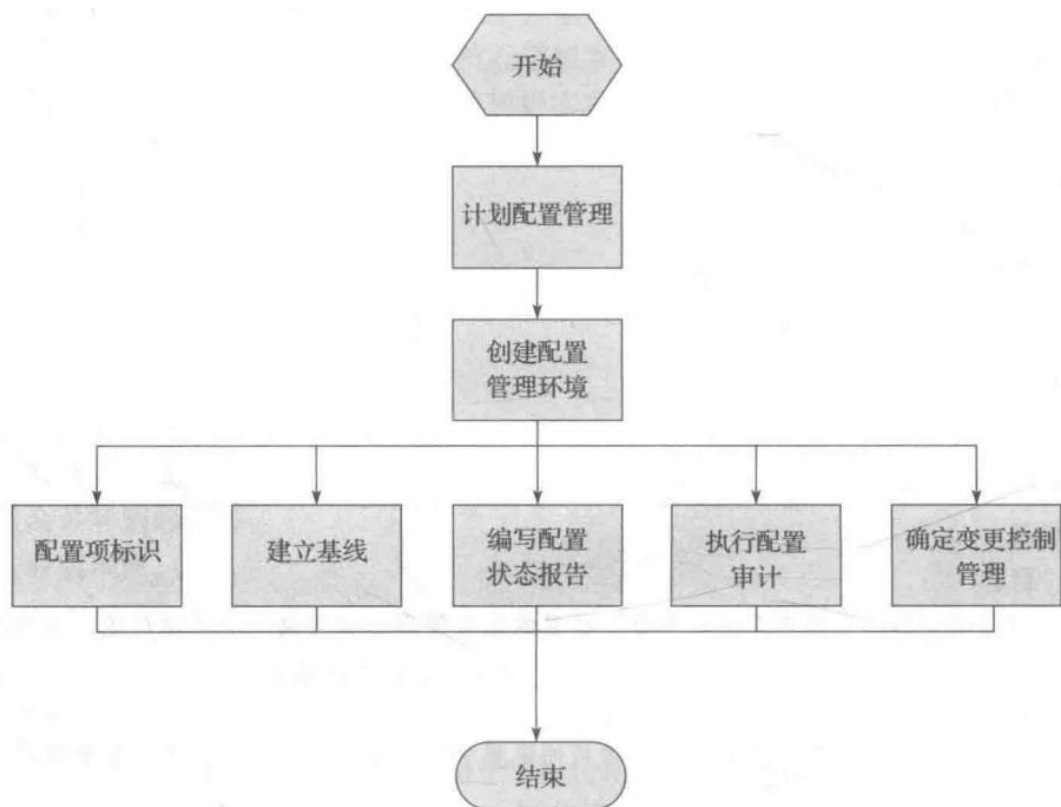 开始
计划配置管理
创建配置
管理环境
配置项标识
建立基线
编写配置
状态报告
执行配置
审计
确定变更控制
管理
结束